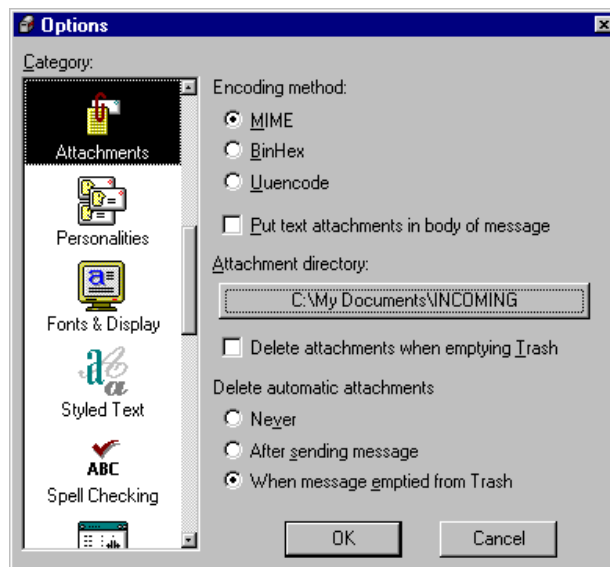 Options
Category:
Attachments
Personalities
Fonts & Display
Styled Text
ABC
Spell Checking
Encoding method:
MIME
BinHex
Uuencode
Put text attachments in body of message
Attachment directory:
C:\My Documents\INCOMING
Delete attachments when emptying Trash
Delete automatic attachments
Never
After sending message
When message emptied from Trash
OK
Cancel